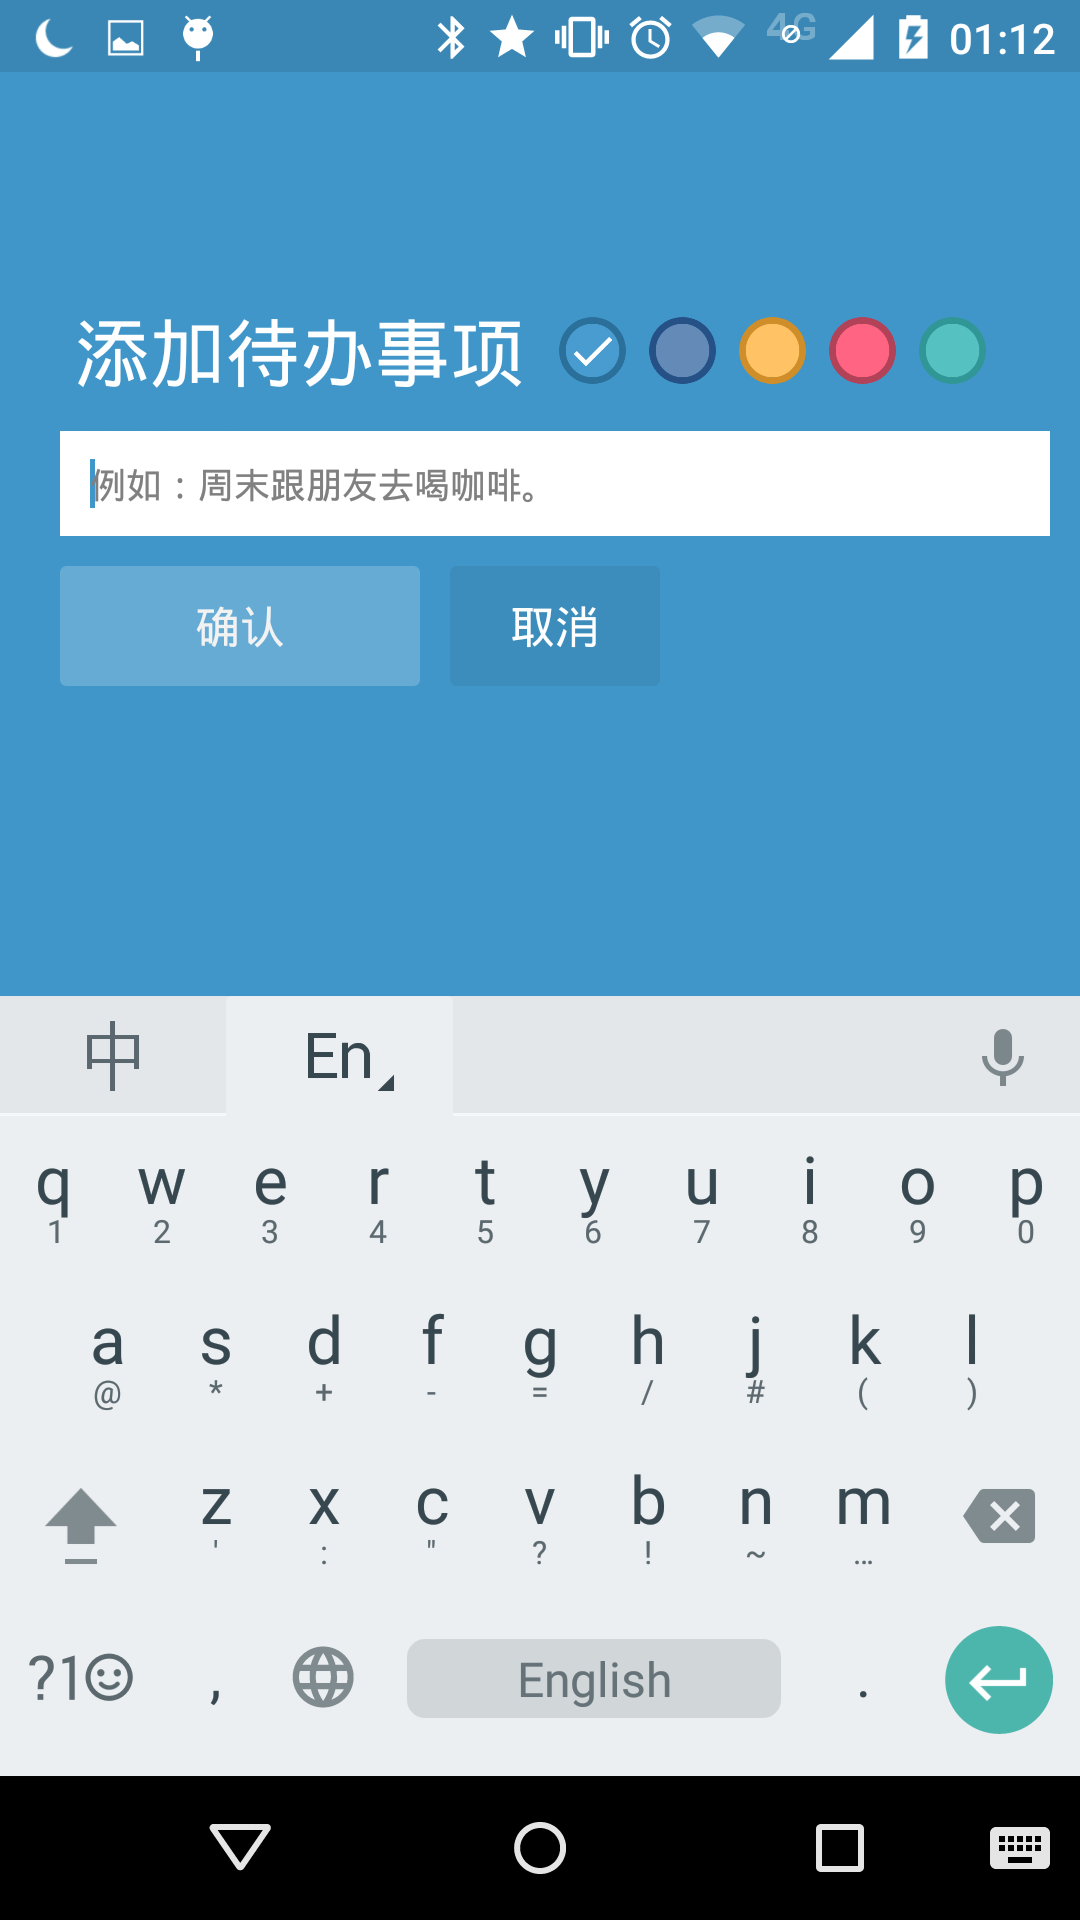 4G 01:12
添加待办事项
例如：周末跟朋友去喝咖啡。
确认 取消
中 En
q w e r t y u i o p
1 2 3 4 5 6 7 8 9 0
a s d f g h j k l
@ * + - = / # ( )
z x c v b n m
' : " ? ! ~ …
?1 , English .